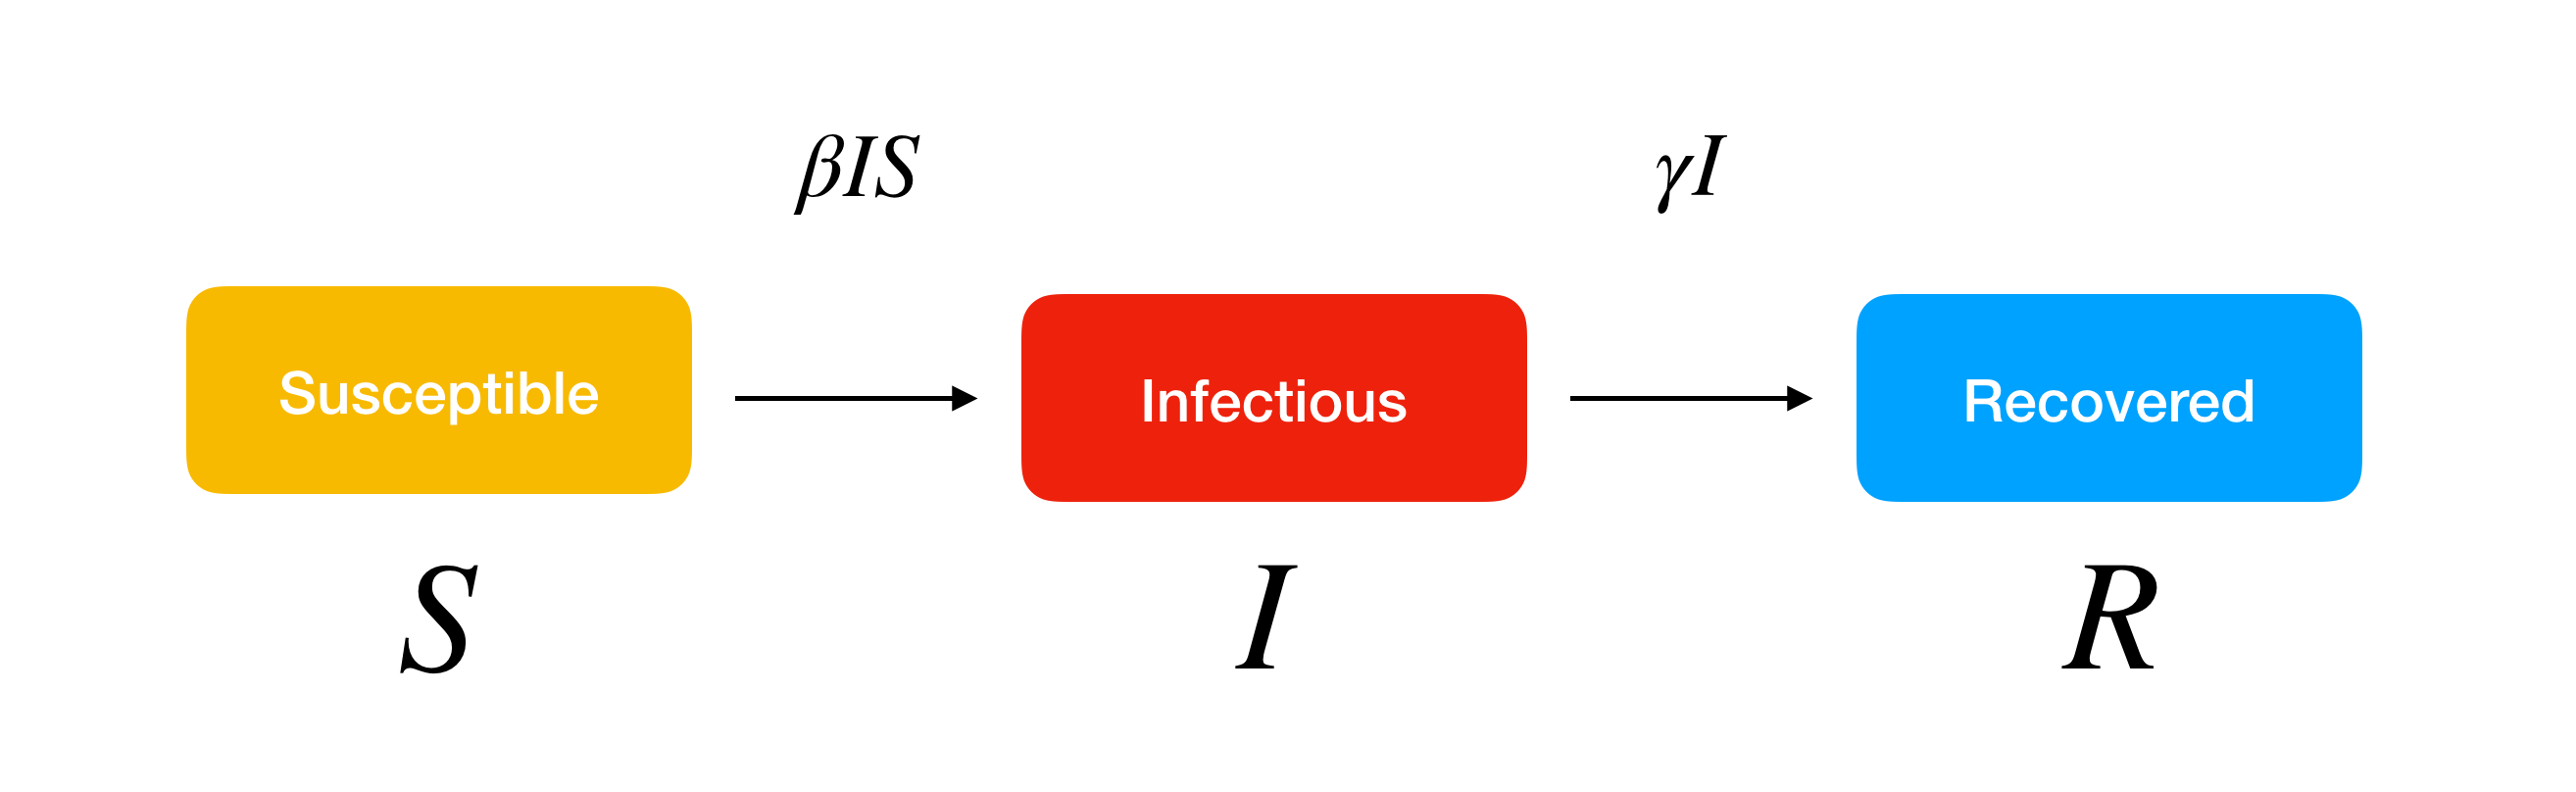 βIS
γI
Susceptible
Infectious
Recovered
S
I
R